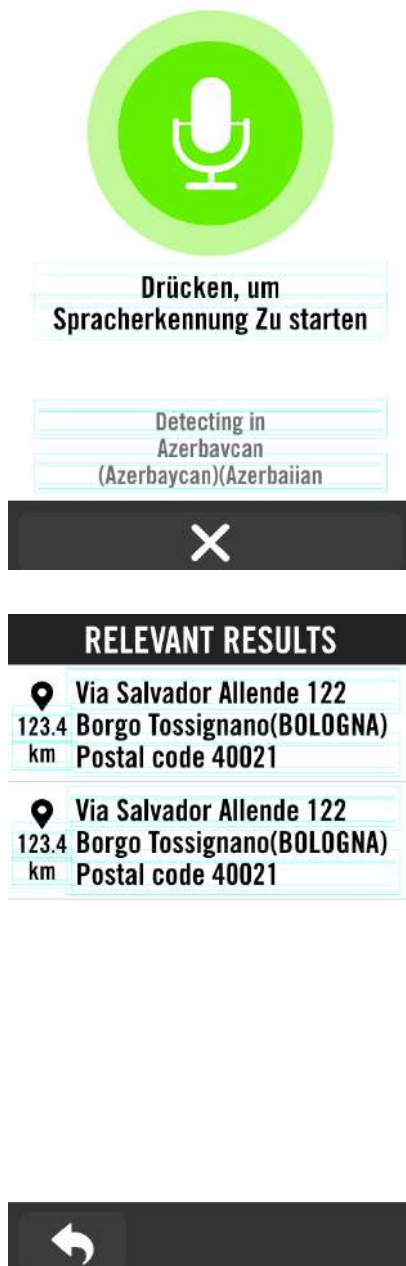 Drücken, um
Spracherkennung Zu starten
Detecting in
Azerbavcan
(Azerbaycan)(Azerbaiian
RELEVANT RESULTS
Via Salvador Allende 122
123.4 Borgo Tossignano(BOLOGNA)
km Postal code 40021
Via Salvador Allende 122
123.4 Borgo Tossignano(BOLOGNA)
km Postal code 40021